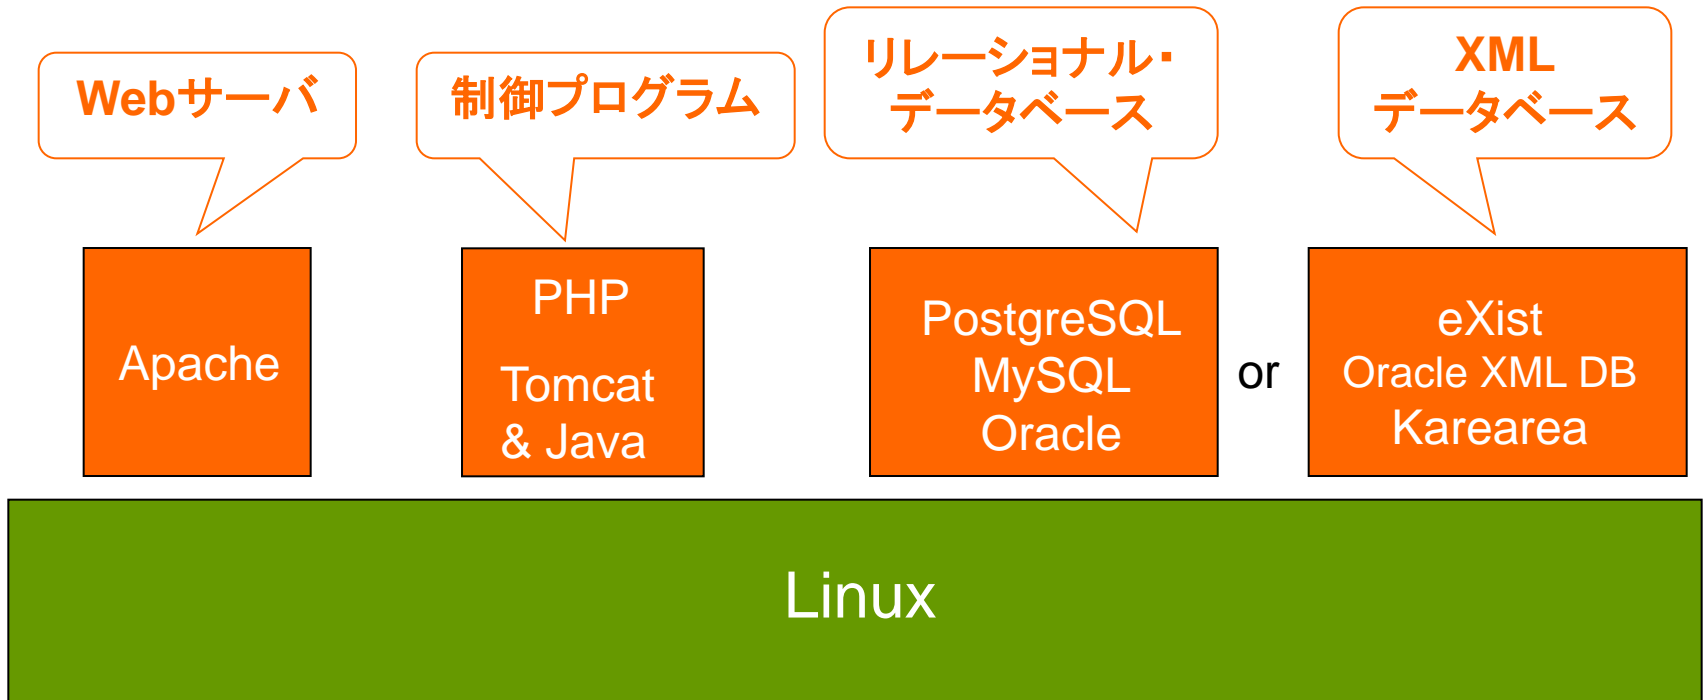 Webサーバ
制御プログラム
リレーショナル・
データベース
XML
データベース
Apache
PHP
Tomcat
& Java
PostgreSQL
MySQL
Oracle
or
eXist
Oracle XML DB
Karearea
Linux